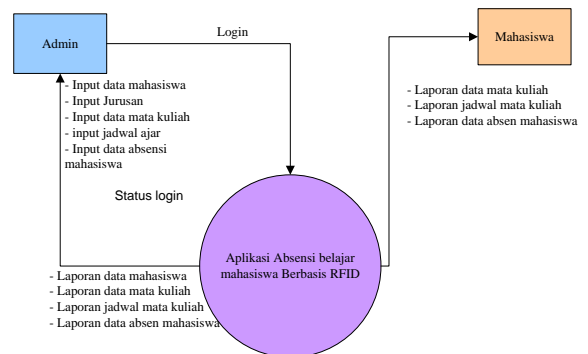 Admin
Login
Mahasiswa
- Input data mahasiswa
- Input Jurusan
- Input data mata kuliah
- input jadwal ajar
- Input data absensi
mahasiswa
- Laporan data mata kuliah
- Laporan jadwal mata kuliah
- Laporan data absen mahasiswa
Status login
Aplikasi Absensi belajar
mahasiswa Berbasis RFID
- Laporan data mahasiswa
- Laporan data mata kuliah
- Laporan jadwal mata kuliah
- Laporan data absen mahasiswa